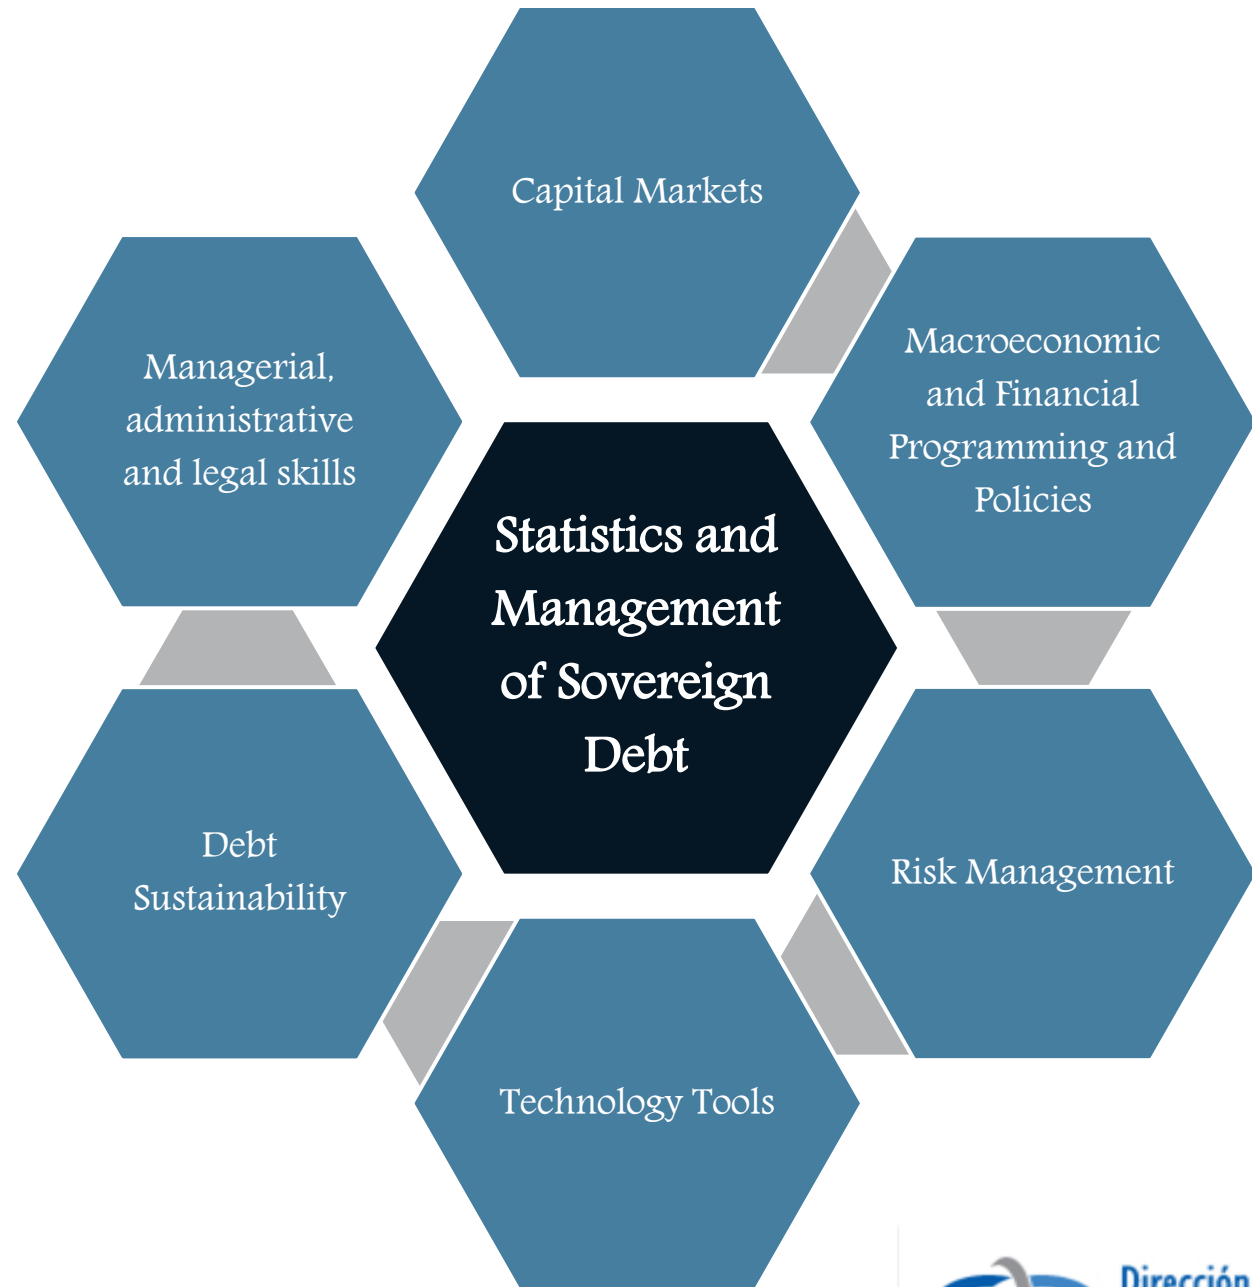 Capital Markets
Macroeconomic
and Financial
Programming and
Policies
Managerial,
administrative
and legal skills
Statistics and
Management
of Sovereign
Debt
Debt
Sustainability
Risk Management
Technology Tools
Dirección